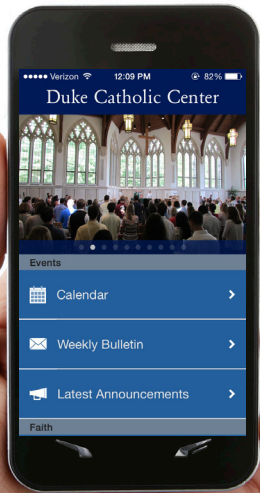 Verizon 12:09 PM 82%
Duke Catholic Center
Events
Calendar
Weekly Bulletin
Latest Announcements
Faith